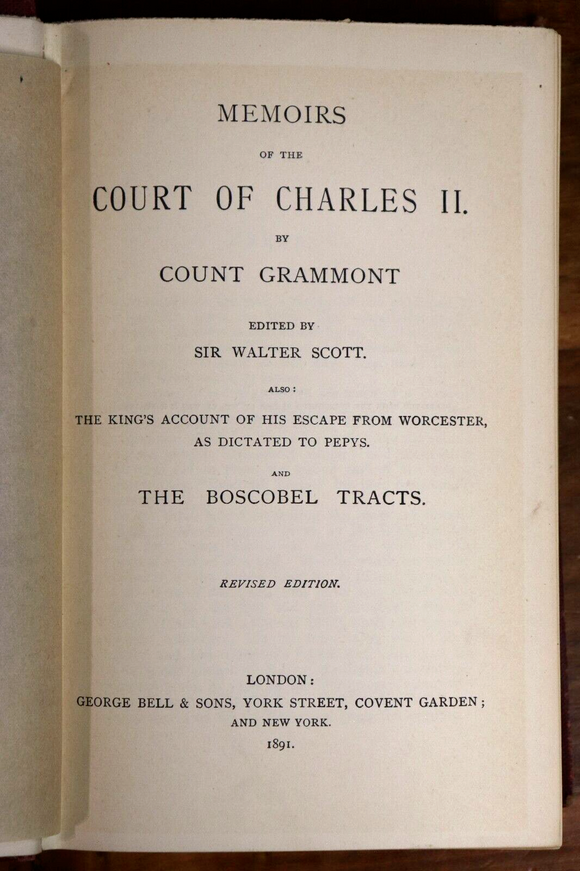 MEMOIRS
OF THE
COURT OF CHARLES II.
BY
COUNT GRAMMONT
EDITED BY
SIR WALTER SCOTT.
ALSO:
THE KING'S ACCOUNT OF HIS ESCAPE FROM WORCESTER,
AS DICTATED TO PEPYS.
AND
THE BOSCOBEL TRACTS.
REVISED EDITION.
LONDON:
GEORGE BELL & SONS, YORK STREET, COVENT GARDEN;
AND NEW YORK.
1891.